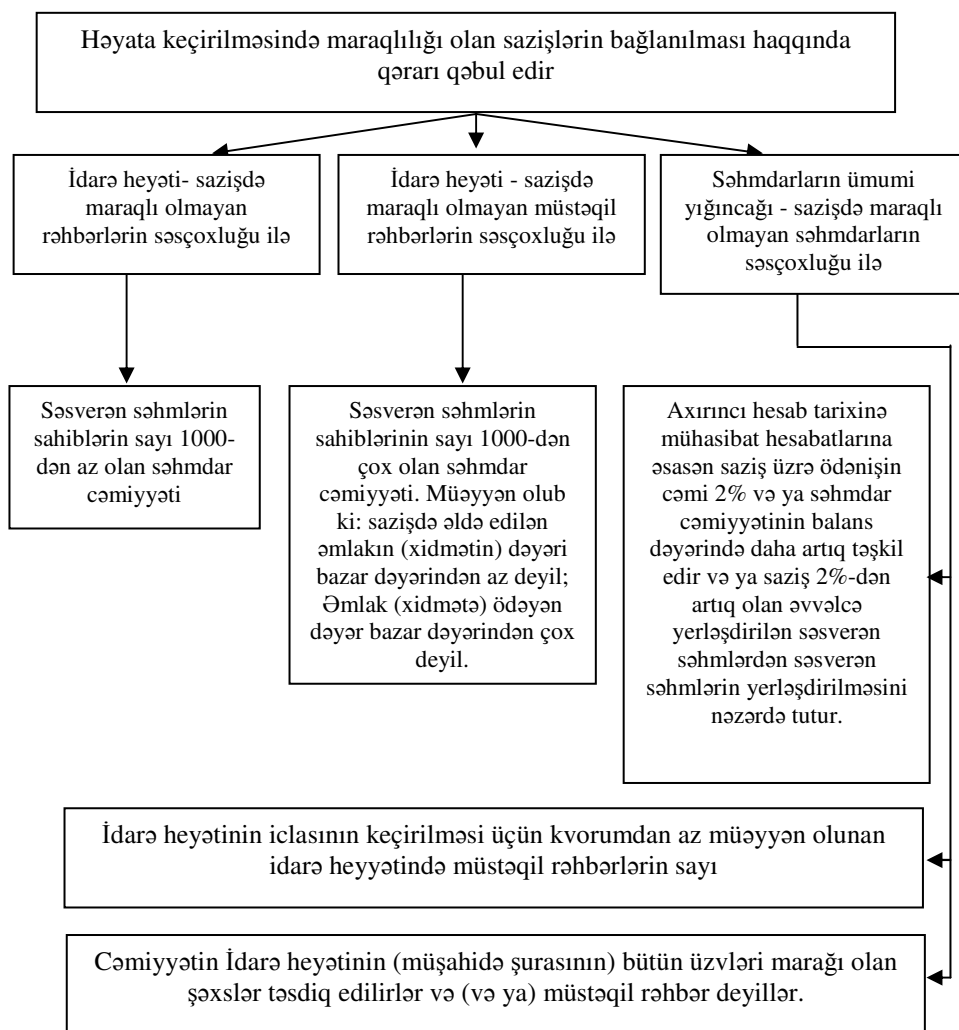 Həyata keçirilməsində maraqlılığı olan sazişlərin bağlanılması haqqında
qərarı qəbul edir
İdarə heyəti- sazişdə
maraqlı olmayan
rəhbərlərin səsçoxluğu ilə
İdarə heyəti - sazişdə
maraqlı olmayan müstəqil
rəhbərlərin səsçoxluğu ilə
Səhmdarların ümumi
yığıncağı - sazişdə maraqlı
olmayan səhmdarların
səsçoxluğu ilə
Səsverən səhmlərin
sahiblərin sayı 1000-
dən az olan səhmdar
cəmiyyəti
Səsverən səhmlərin
sahiblərinin sayı 1000-dən
çox olan səhmdar
cəmiyyəti. Müəyyən olub
ki: sazişdə əldə edilən
əmlakın (xidmətin) dəyəri
bazar dəyərindən az deyil;
Əmlak (xidmətə) ödəyən
dəyər bazar dəyərindən çox
deyil.
Axırıncı hesab tarixinə
mühasibat hesabatlarına
əsasən saziş üzrə ödənişin
cəmi 2% və ya səhmdar
cəmiyyətinin balans
dəyərində daha artıq təşkil
edir və ya saziş 2%-dən
artıq olan əvvəlcə
yerləşdirilən səsverən
səhmlərdən səsverən
səhmlərin yerləşdirilməsini
nəzərdə tutur.
İdarə heyətinin iclasının keçirilməsi üçün kvorumdan az müəyyən olunan
idarə heyyətində müstəqil rəhbərlərin sayı
Cəmiyyətin İdarə heyətinin (müşahidə şurasının) bütün üzvləri marağı olan
şəxslər təsdiq edilirlər və (və ya) müstəqil rəhbər deyillər.